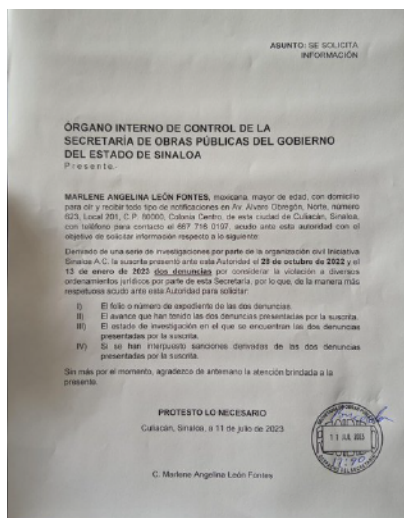 ASUNTO: SE SOLICITA
INFORMACIÓN
ÓRGANO INTERNO DE CONTROL DE LA
SECRETARÍA DE OBRAS PÚBLICAS DEL GOBIERNO
DEL ESTADO DE SINALOA
Presente.-
MARLENE ANGELINA LEÓN FONTES, mexicana, mayor de edad, con domicilio
para oír y recibir todo tipo de notificaciones en Av. Álvaro Obregón, Norte, número
623, Local 201, C.P. 80000, Colonia Centro, de esta ciudad de Culiacán, Sinaloa,
con teléfono para contacto el 667 716 0197, acudo ante esta autoridad con el
objetivo de solicitar información respecto a lo siguiente:
Derivado de una serie de investigaciones por parte de la organización civil Iniciativa
Sinaloa A.C. la suscrita presentó ante esta Autoridad el 28 de octubre de 2022 y el
13 de enero de 2023 dos denuncias por considerar la violación a diversos
ordenamientos jurídicos por parte de esta Secretaría, por lo que, de la manera más
respetuosa acudo ante esta Autoridad para solicitar:
I) El folio o número de expediente de las dos denuncias.
II) El avance que han tenido las dos denuncias presentadas por la suscrita.
III) El estado de investigación en el que se encuentran las dos denuncias
presentadas por la suscrita.
IV) Si se han interpuesto sanciones derivadas de las dos denuncias
presentadas por la suscrita.
Sin más por el momento, agradezco de antemano la atención brindada a la
presente.
PROTESTO LO NECESARIO
Culiacán, Sinaloa, a 11 de julio de 2023
11 JUL 2023
C. Marlene Angelina León Fontes